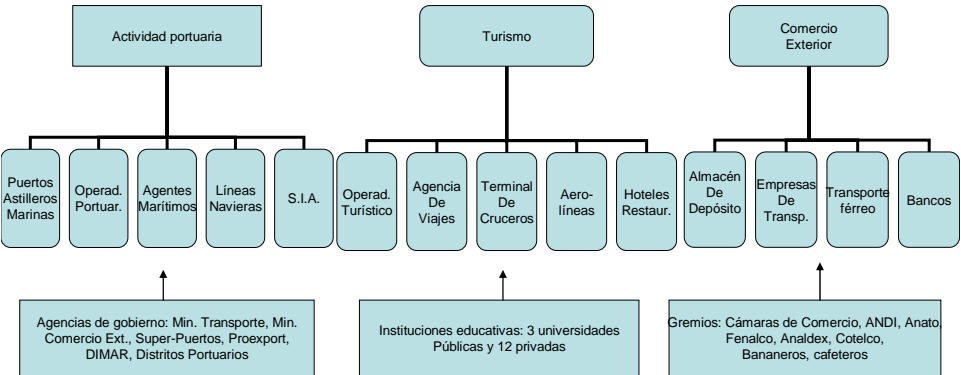 Actividad portuaria
Turismo
Comercio
Exterior
Puertos
Astilleros
Marinas
Operad.
Portuar.
Agentes
Marítimos
Líneas
Navieras
S.I.A.
Operad.
Turístico
Agencia
De
Viajes
Terminal
De
Cruceros
Aero-
líneas
Hoteles
Restaur.
Almacén
De
Depósito
Empresas
De
Transp.
Transporte
férreo
Bancos
Agencias de gobierno: Min. Transporte, Min.
Comercio Ext., Super-Puertos, Proexport,
DIMAR, Distritos Portuarios
Instituciones educativas: 3 universidades
Públicas y 12 privadas
Gremios: Cámaras de Comercio, ANDI, Anato,
Fenalco, Analdex, Cotelco,
Bananeros, cafeteros